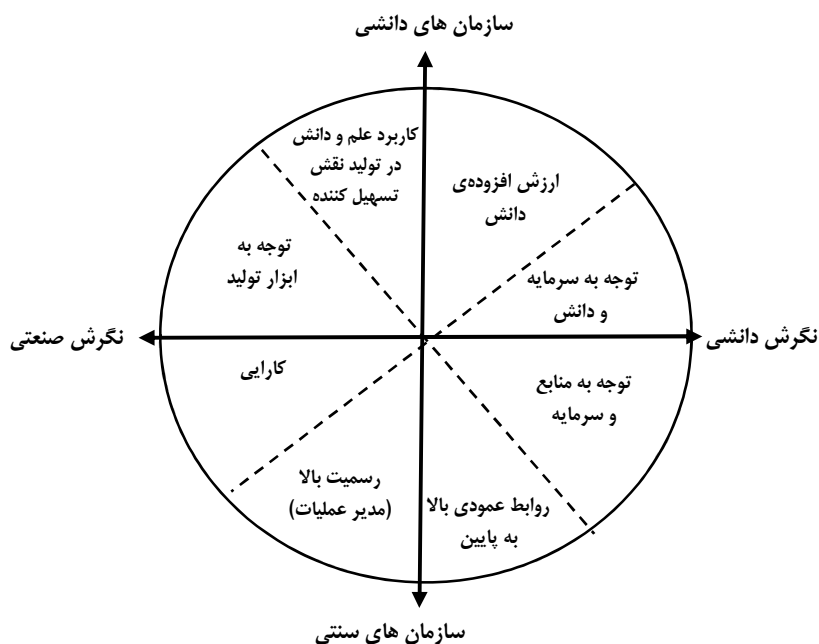 سازمان های دانشی
کاربرد علم و دانش
در تولید نقش
تسهیل کننده
ارزش افزوده‌ی
دانش
توجه به
ابزار تولید
توجه به سرمایه
و دانش
نگرش صنعتی
نگرش دانشی
کارایی
توجه به منابع
و سرمایه
رسمیت بالا
(مدیر عملیات)
روابط عمودی بالا
به پایین
سازمان های سنتی